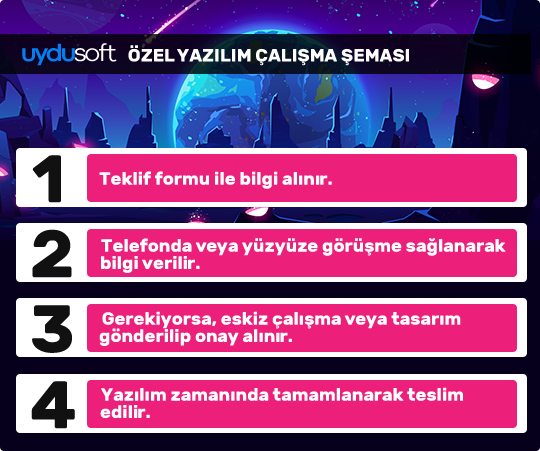 uydusoft ÖZEL YAZILIM ÇALIŞMA ŞEMASI
1
Teklif formu ile bilgi alınır.
2
Telefonda veya yüzyüze görüşme sağlanarak
bilgi verilir.
3
Gerekiyorsa, eskiz çalışma veya tasarım
gönderilip onay alınır.
4
Yazılım zamanında tamamlanarak teslim
edilir.